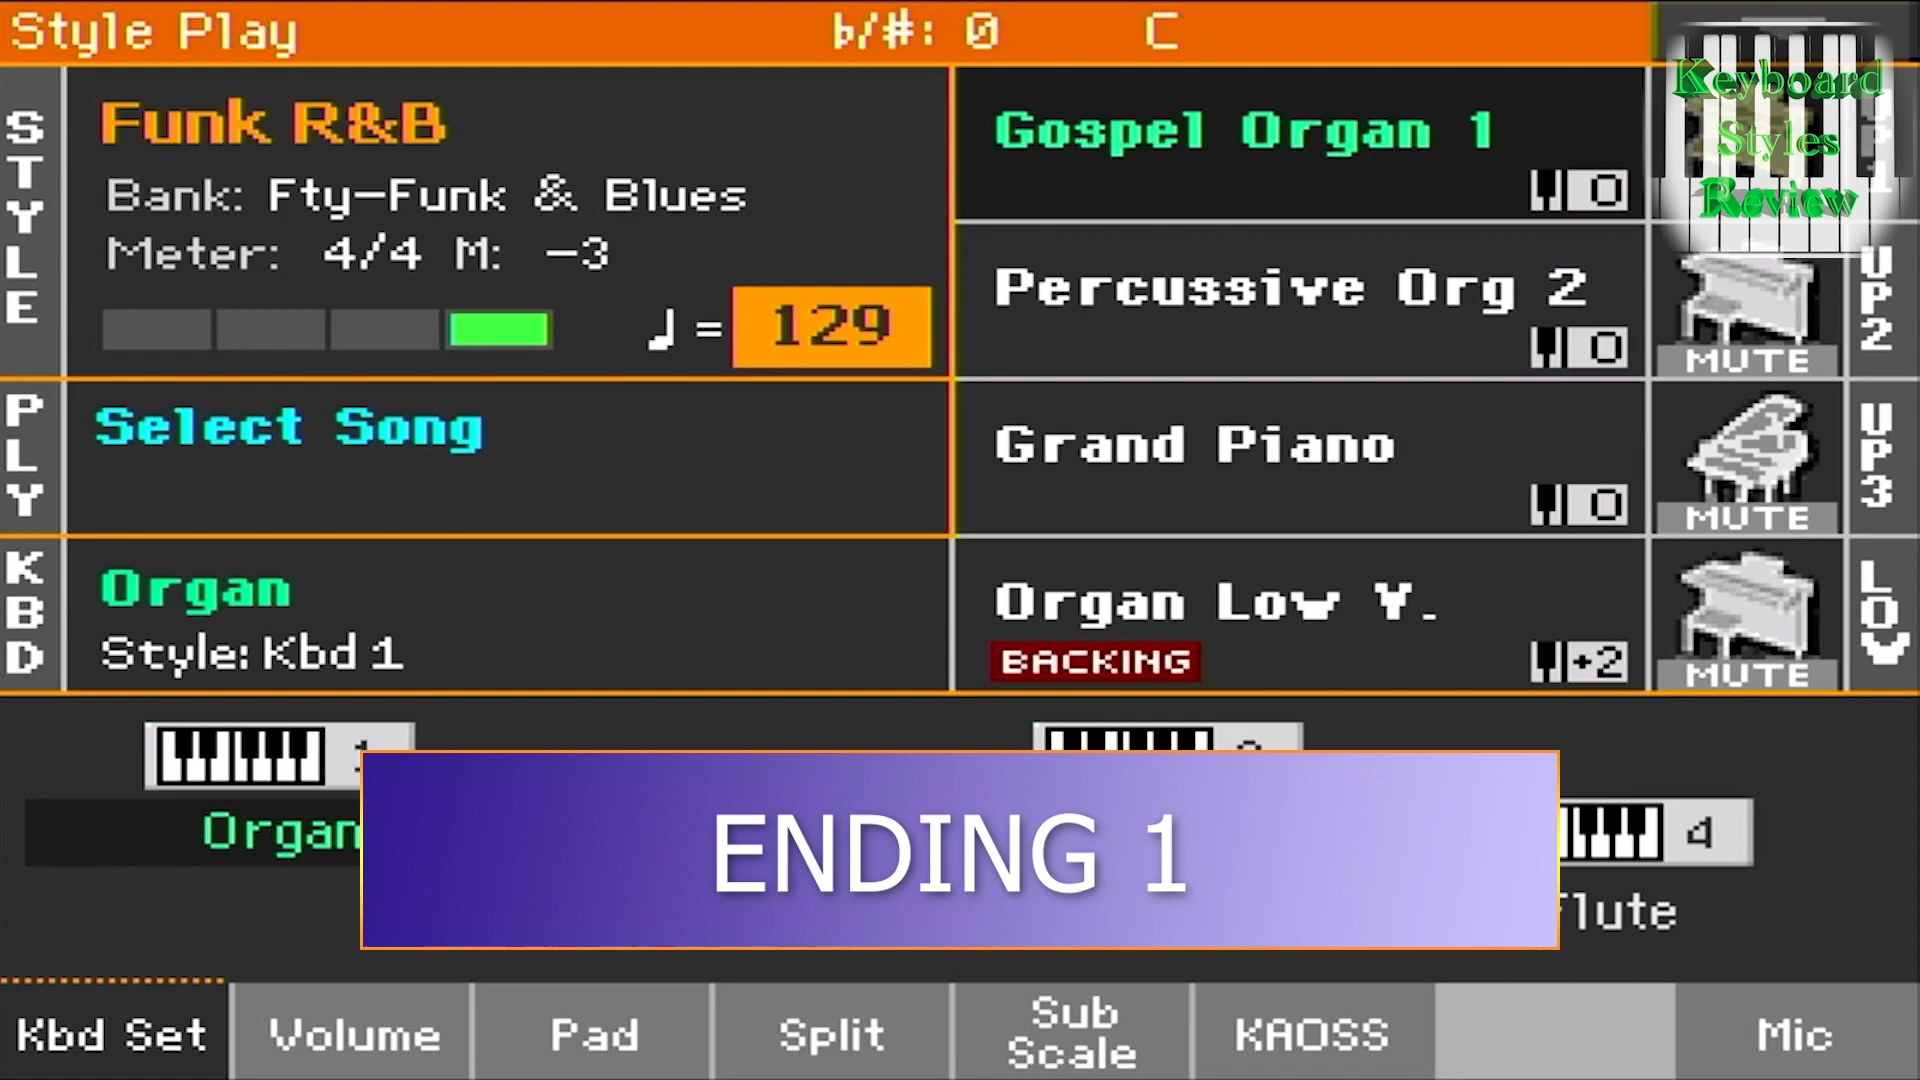 Style Play ♭/#: 0 C
Keyboard
Styles
Review
STYLE
Funk R&B
Bank: Fty-Funk & Blues
Meter: 4/4 M: -3
♩ = 129
Gospel Organ 1
0
Percussive Org 2
0
MUTE
UP2
PLY
Select Song
Grand Piano
0
MUTE
UP3
KBD
Organ
Style: Kbd 1
Organ Low V.
BACKING
+2
MUTE
LOW
Organ
4
Flute
ENDING 1
Kbd Set
Volume
Pad
Split
Sub
Scale
KAOSS
Mic